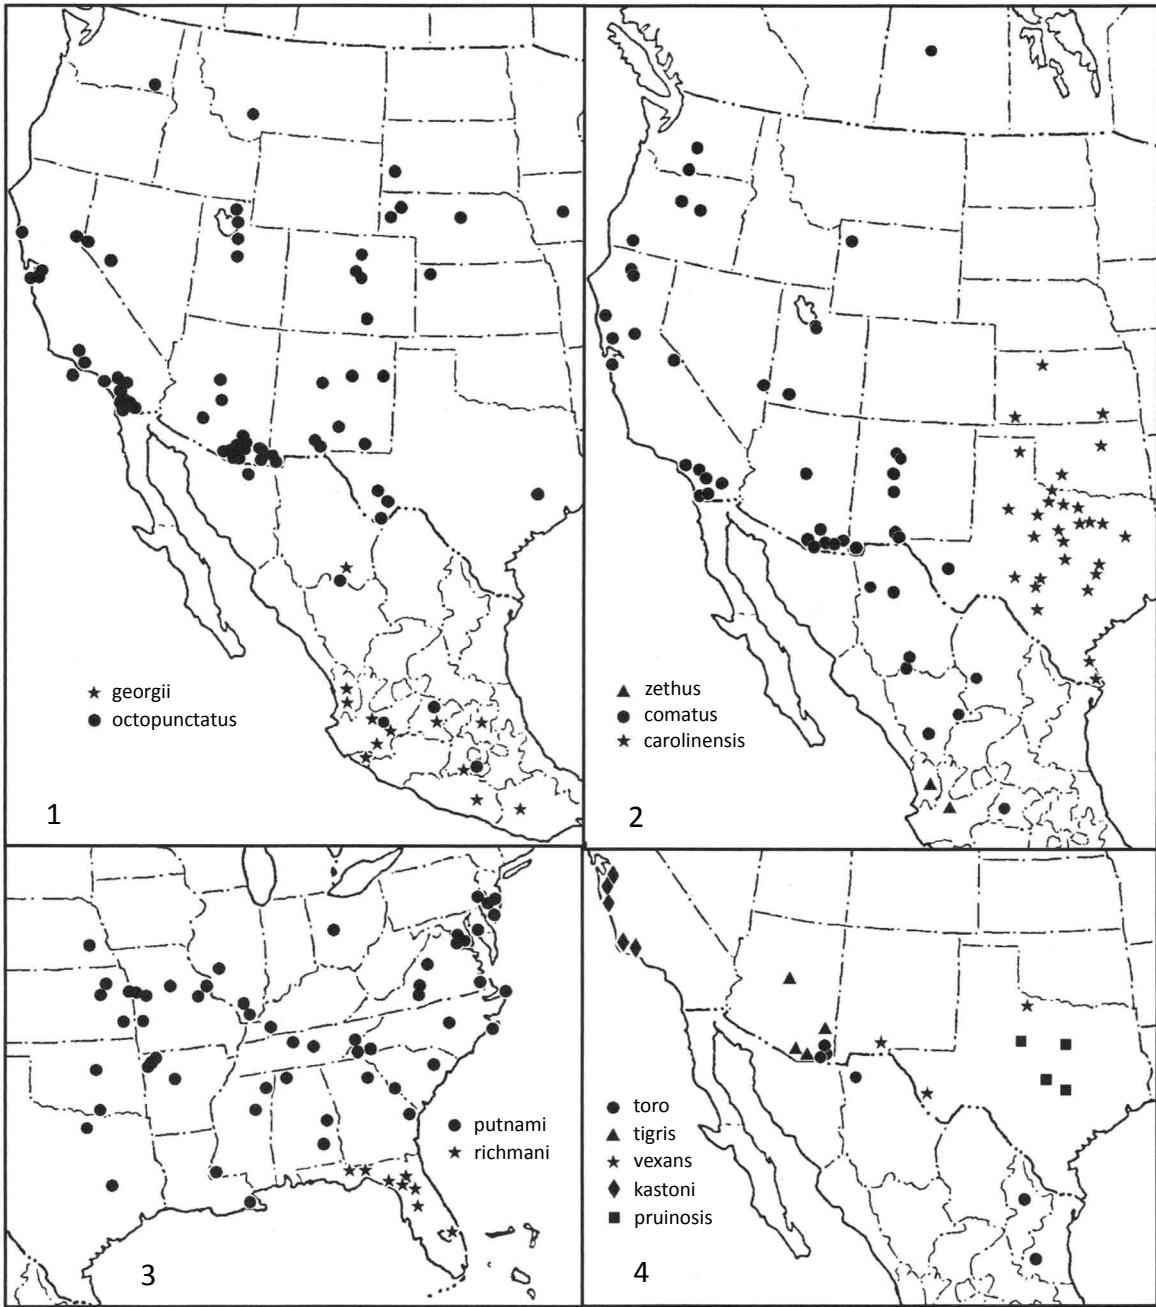 georgii
octopunctatus
1
zethus
comatus
carolinensis
2
putnami
richmani
3
toro
tigris
vexans
kastoni
pruinosis
4